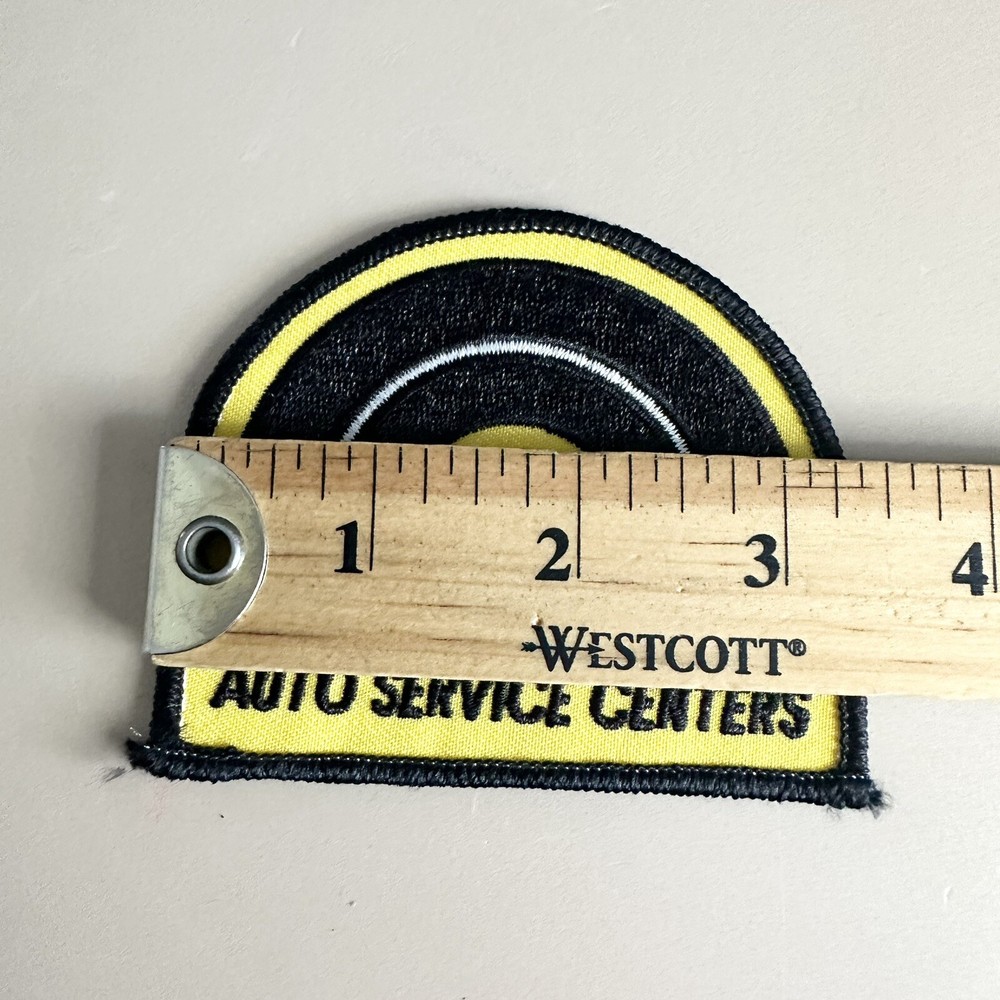 1 2 3 4
WESTCOTT®
AUTO SERVICE CENTERS